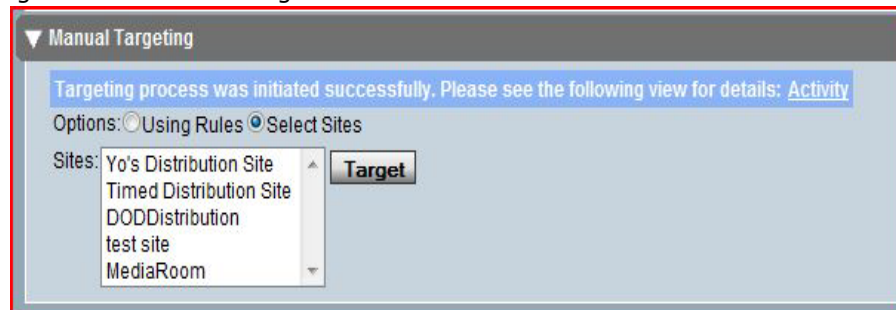 Manual Targeting
Targeting process was initiated successfully. Please see the following view for details: Activity
Options: Using Rules Select Sites
Sites:
Yo's Distribution Site
Timed Distribution Site
DODDistribution
test site
MediaRoom
Target